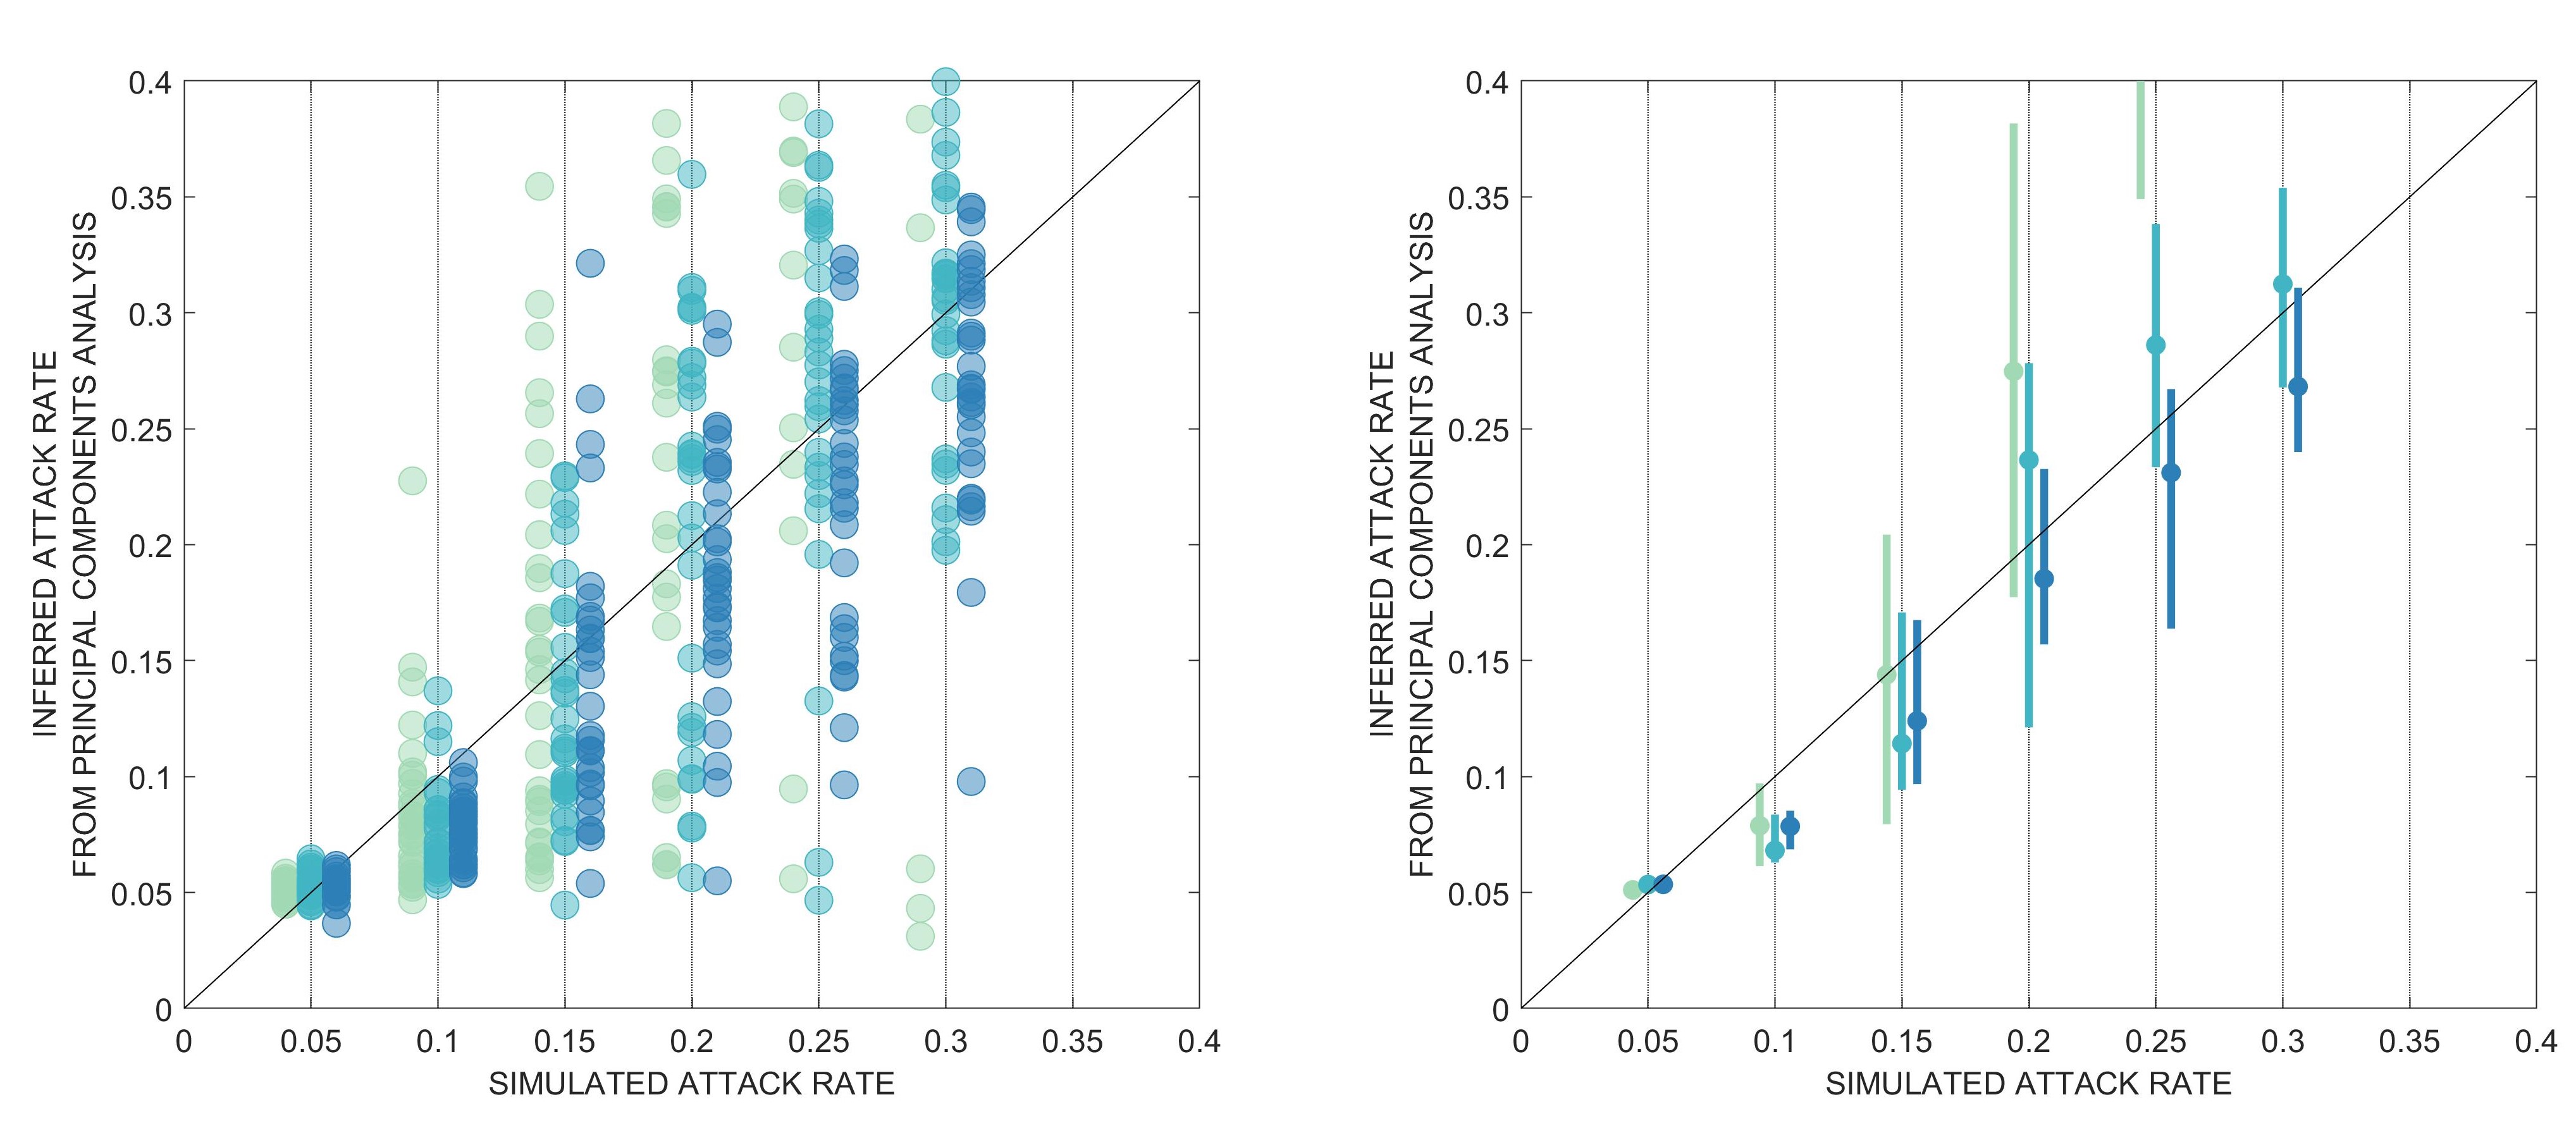 INFERRED ATTACK RATE
FROM PRINCIPAL COMPONENTS ANALYSIS
0.4
0.35
0.3
0.25
0.2
0.15
0.1
0.05
0
0 0.05 0.1 0.15 0.2 0.25 0.3 0.35 0.4
SIMULATED ATTACK RATE
INFERRED ATTACK RATE
FROM PRINCIPAL COMPONENTS ANALYSIS
0.4
0.35
0.3
0.25
0.2
0.15
0.1
0.05
0
0 0.05 0.1 0.15 0.2 0.25 0.3 0.35 0.4
SIMULATED ATTACK RATE